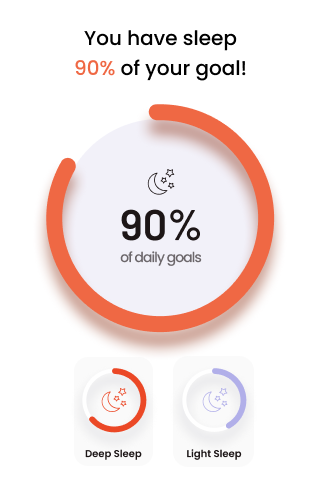 You have sleep
90% of your goal!
90%
of daily goals
Deep Sleep
Light Sleep